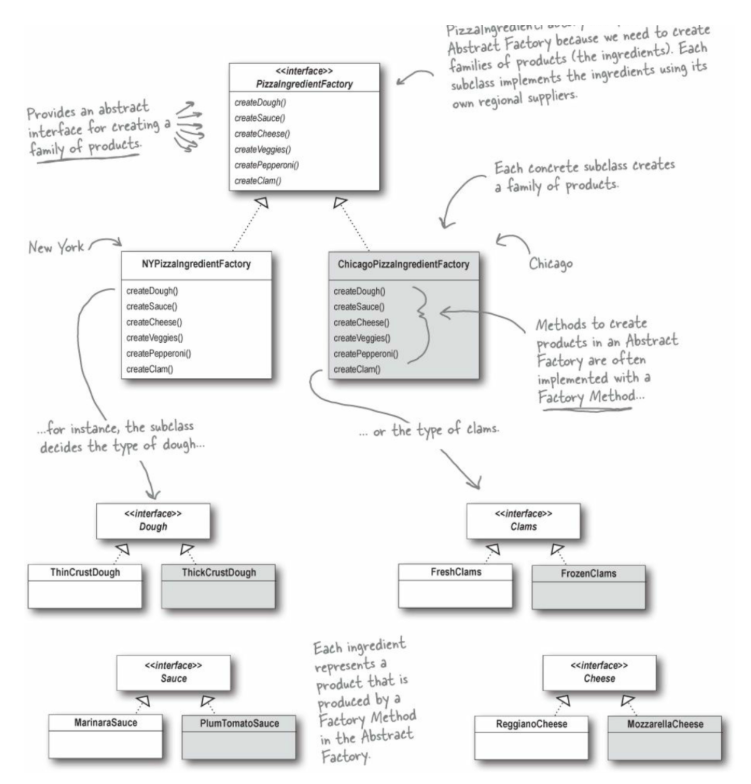 Abstract Factory because we need to create
families of products (the ingredients). Each
subclass implements the ingredients using its
own regional suppliers.
<<interface>>
PizzaIngredientFactory
createDough()
createSauce()
createCheese()
createVeggies()
createPepperoni()
createClam()
Provides an abstract
interface for creating a
family of products.
Each concrete subclass creates
a family of products.
New York
NYPizzaIngredientFactory
createDough()
createSauce()
createCheese()
createVeggies()
createPepperoni()
createClam()
ChicagoPizzaIngredientFactory
createDough()
createSauce()
createCheese()
createVeggies()
createPepperoni()
createClam()
Chicago
Methods to create
products in an Abstract
Factory are often
implemented with a
Factory Method...
...for instance, the subclass
decides the type of dough...
... or the type of clams.
<<interface>>
Dough
ThinCrustDough
ThickCrustDough
<<interface>>
Clams
FreshClams
FrozenClams
<<interface>>
Sauce
MarinaraSauce
PlumTomatoSauce
Each ingredient
represents a
product that is
produced by a
Factory Method
in the Abstract
Factory.
<<interface>>
Cheese
ReggianoCheese
MozzarellaCheese